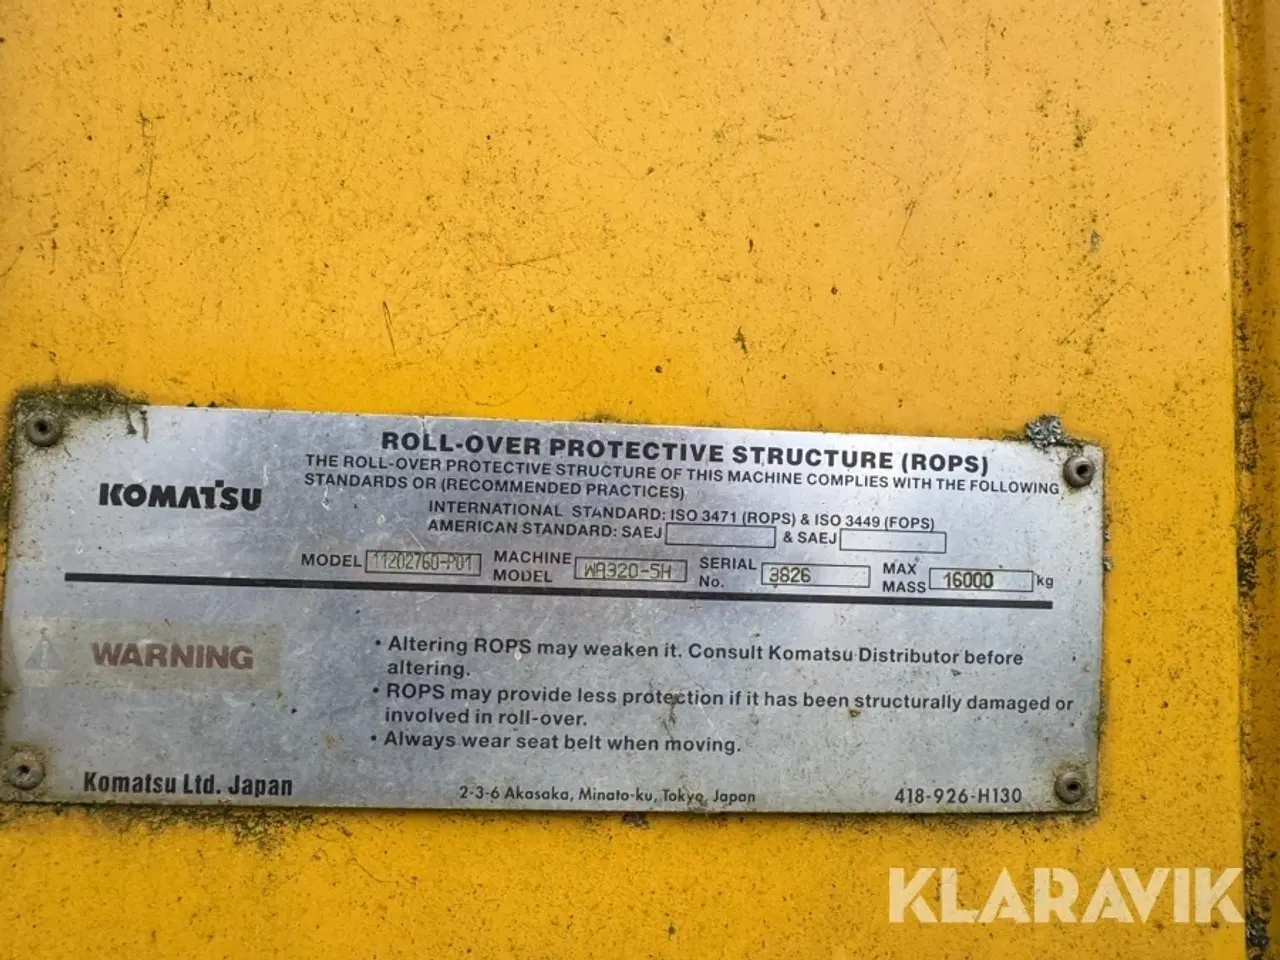 ROLL-OVER PROTECTIVE STRUCTURE (ROPS)
THE ROLL-OVER PROTECTIVE STRUCTURE OF THIS MACHINE COMPLIES WITH THE FOLLOWING
STANDARDS OR (RECOMMENDED PRACTICES)
KOMATSU
INTERNATIONAL STANDARD: ISO 3471 (ROPS) & ISO 3449 (FOPS)
AMERICAN STANDARD: SAEJ & SAEJ
MODEL 11202760-P01 MACHINE MODEL WA320-5H SERIAL No. 3826 MAX MASS 16000 kg
WARNING
• Altering ROPS may weaken it. Consult Komatsu Distributor before
altering.
• ROPS may provide less protection if it has been structurally damaged or
involved in roll-over.
• Always wear seat belt when moving.
Komatsu Ltd. Japan
2-3-6 Akasaka, Minato-ku, Tokyo, Japan
418-926-H130
KLARAVIK